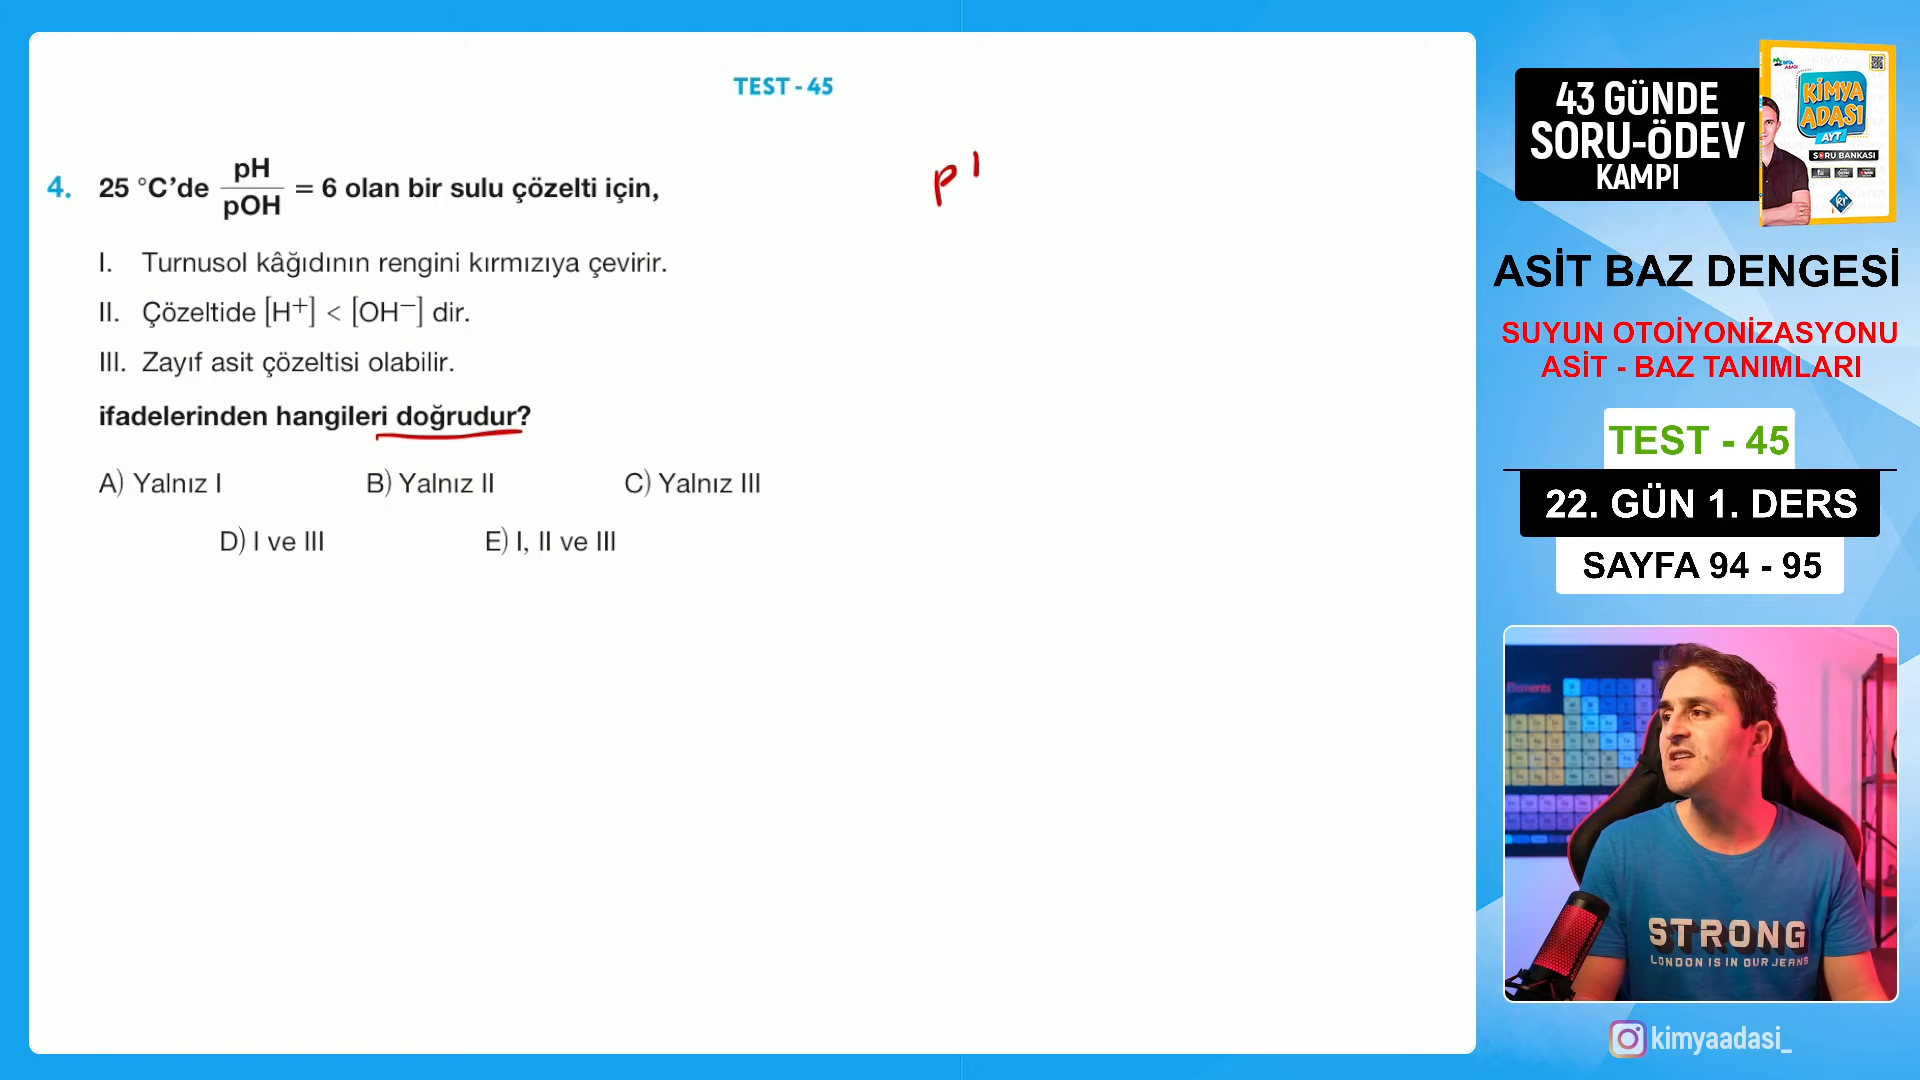 TEST - 45
4. 25 °C'de pH/pOH = 6 olan bir sulu çözelti için,
I. Turnusol kâğıdının rengini kırmızıya çevirir.
II. Çözeltide [H+] < [OH−] dir.
III. Zayıf asit çözeltisi olabilir.
ifadelerinden hangileri doğrudur?
A) Yalnız I B) Yalnız II C) Yalnız III
D) I ve III E) I, II ve III
p
43 GÜNDE
SORU-ÖDEV
KAMPI
KİMYA
ADASI
AYT
SORU BANKASI
ASİT BAZ DENGESİ
SUYUN OTOİYONİZASYONU
ASİT - BAZ TANIMLARI
TEST - 45
22. GÜN 1. DERS
SAYFA 94 - 95
STRONG
LONDON IS IN OUR JEANS
kimyaadasi_